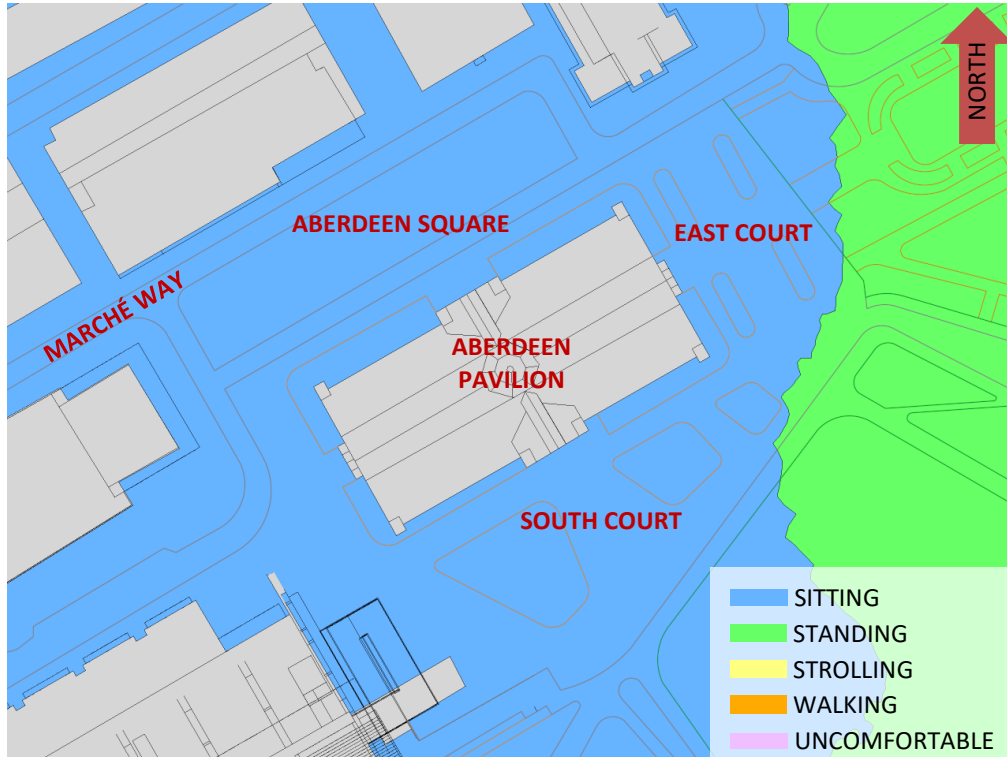 NORTH
ABERDEEN SQUARE
EAST COURT
MARCHÉ WAY
ABERDEEN
PAVILION
SOUTH COURT
SITTING
STANDING
STROLLING
WALKING
UNCOMFORTABLE